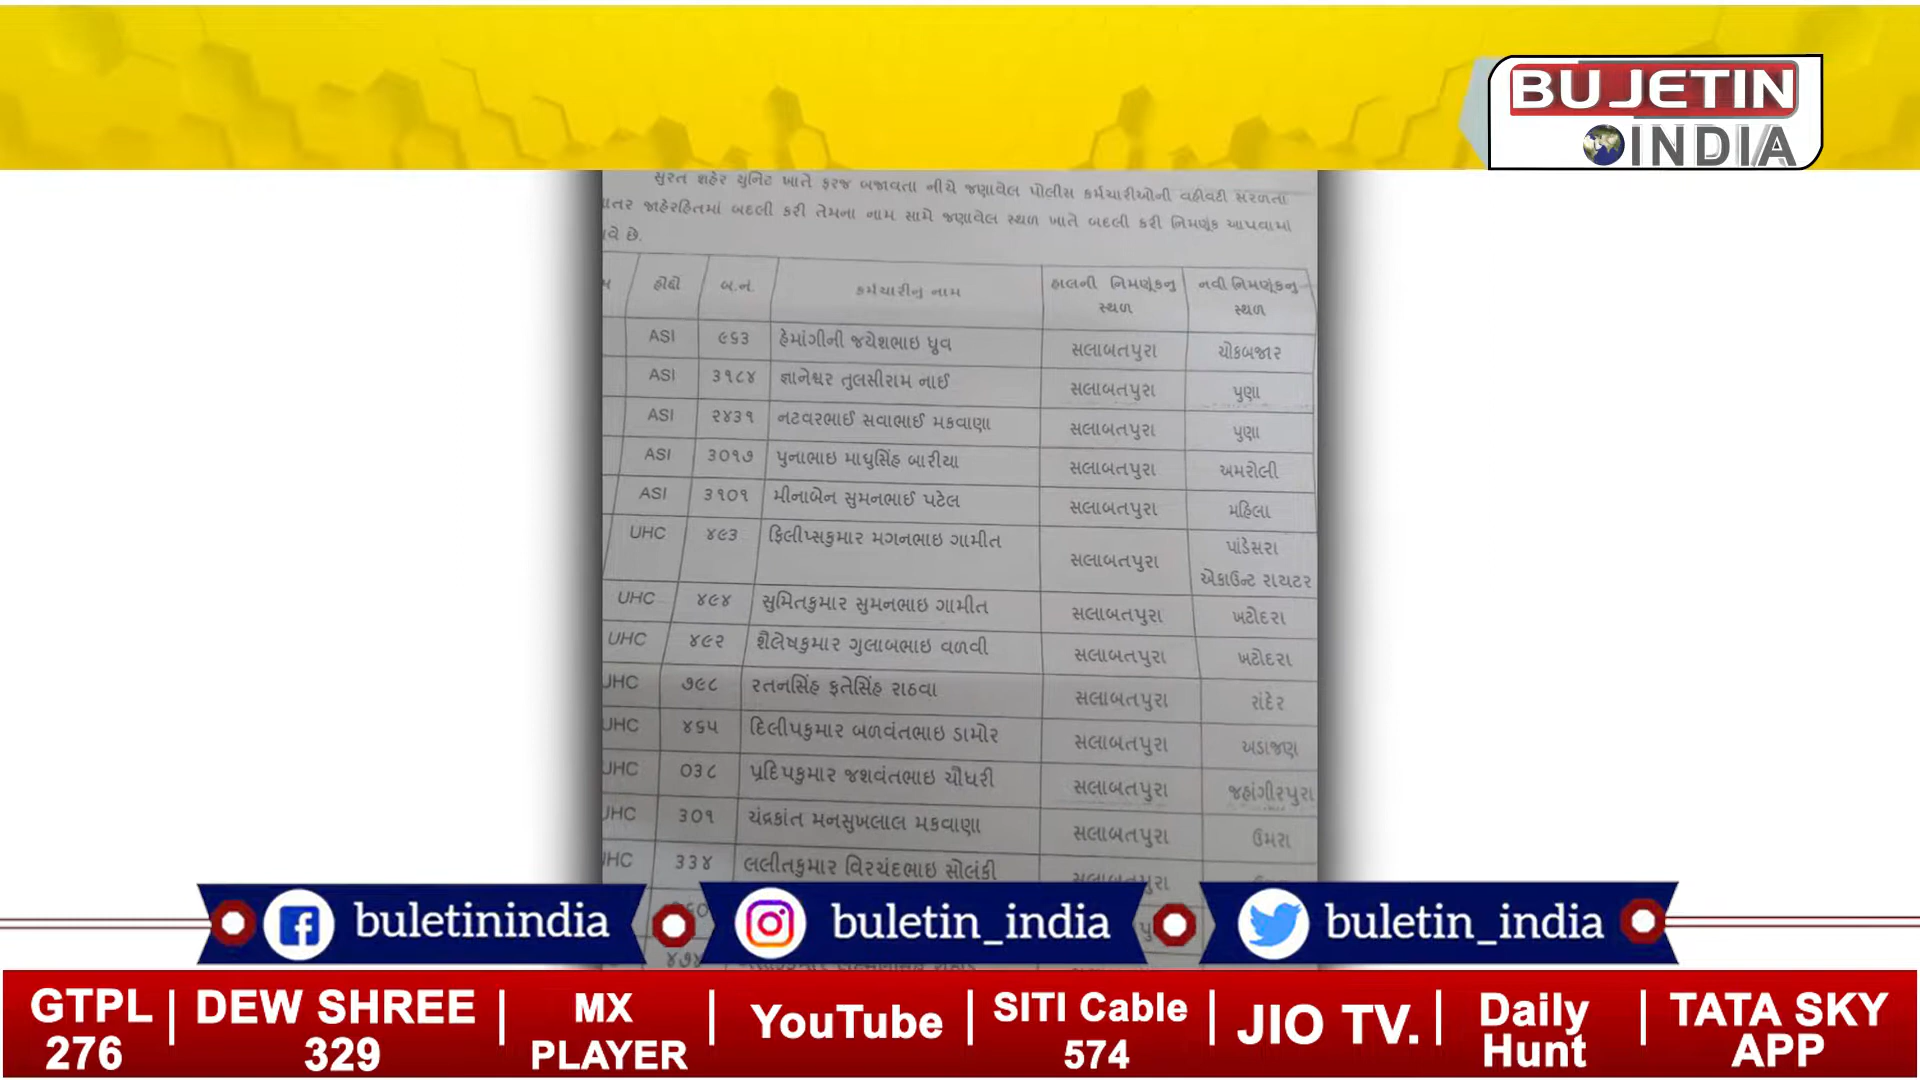 BULETIN
INDIA
સુરત શહેર યુનિટ ખાતે ફરજ બજાવતા નીચે જણાવેલ પોલીસ કર્મચારીઓની વહીવટી સરળતા
ખાતર જાહેરહિતમાં બદલી કરી તેમના નામ સામે જણાવેલ સ્થળ ખાતે બદલી કરી નિમણૂંક આપવામાં
આવે છે.
હોદ્દો બ.નં. કર્મચારીનુ નામ હાલની નિમણૂંકનુ સ્થળ નવી નિમણૂંકનુ સ્થળ
ASI ૯૬૩ હેમાંગીની જયેશભાઇ ધ્રુવ સલાબતપુરા ચોકબજાર
ASI ૩૧૮૪ જ્ઞાનેશ્વર તુલસીરામ નાઈ સલાબતપુરા પુણા
ASI ૨૪૩૧ નટવરભાઈ સવાભાઈ મકવાણા સલાબતપુરા પુણા
ASI ૩૦૧૭ પુનાભાઇ માધુસિંહ બારીયા સલાબતપુરા અમરોલી
ASI ૩૧૦૧ મીનાબેન સુમનભાઈ પટેલ સલાબતપુરા મહિલા
UHC ૪૯૩ ફિલીપ્સકુમાર મગનભાઇ ગામીત સલાબતપુરા પાંડેસરા એકાઉન્ટ રાયટર
UHC ૪૯૪ સુમિતકુમાર સુમનભાઇ ગામીત સલાબતપુરા ખટોદરા
UHC ૪૯૨ શૈલેષકુમાર ગુલાબભાઇ વળવી સલાબતપુરા ખટોદરા
UHC ૭૯૮ રતનસિંહ ફતેસિંહ રાઠવા સલાબતપુરા રાંદેર
UHC ૪૬૫ દિલીપકુમાર બળવંતભાઇ ડામોર સલાબતપુરા અડાજણ
UHC ૦૩૮ પ્રદિપકુમાર જશવંતભાઇ ચૌધરી સલાબતપુરા જહાંગીરપુરા
UHC ૩૦૧ ચંદ્રકાંત મનસુખલાલ મકવાણા સલાબતપુરા ઉમરા
UHC ૩૩૪ લલીતકુમાર વિરચંદભાઇ સોલંકી સલાબતપુરા
buletinindia buletin_india buletin_india
GTPL 276 | DEW SHREE 329 | MX PLAYER | YouTube | SITI Cable 574 | JIO TV. | Daily Hunt | TATA SKY APP